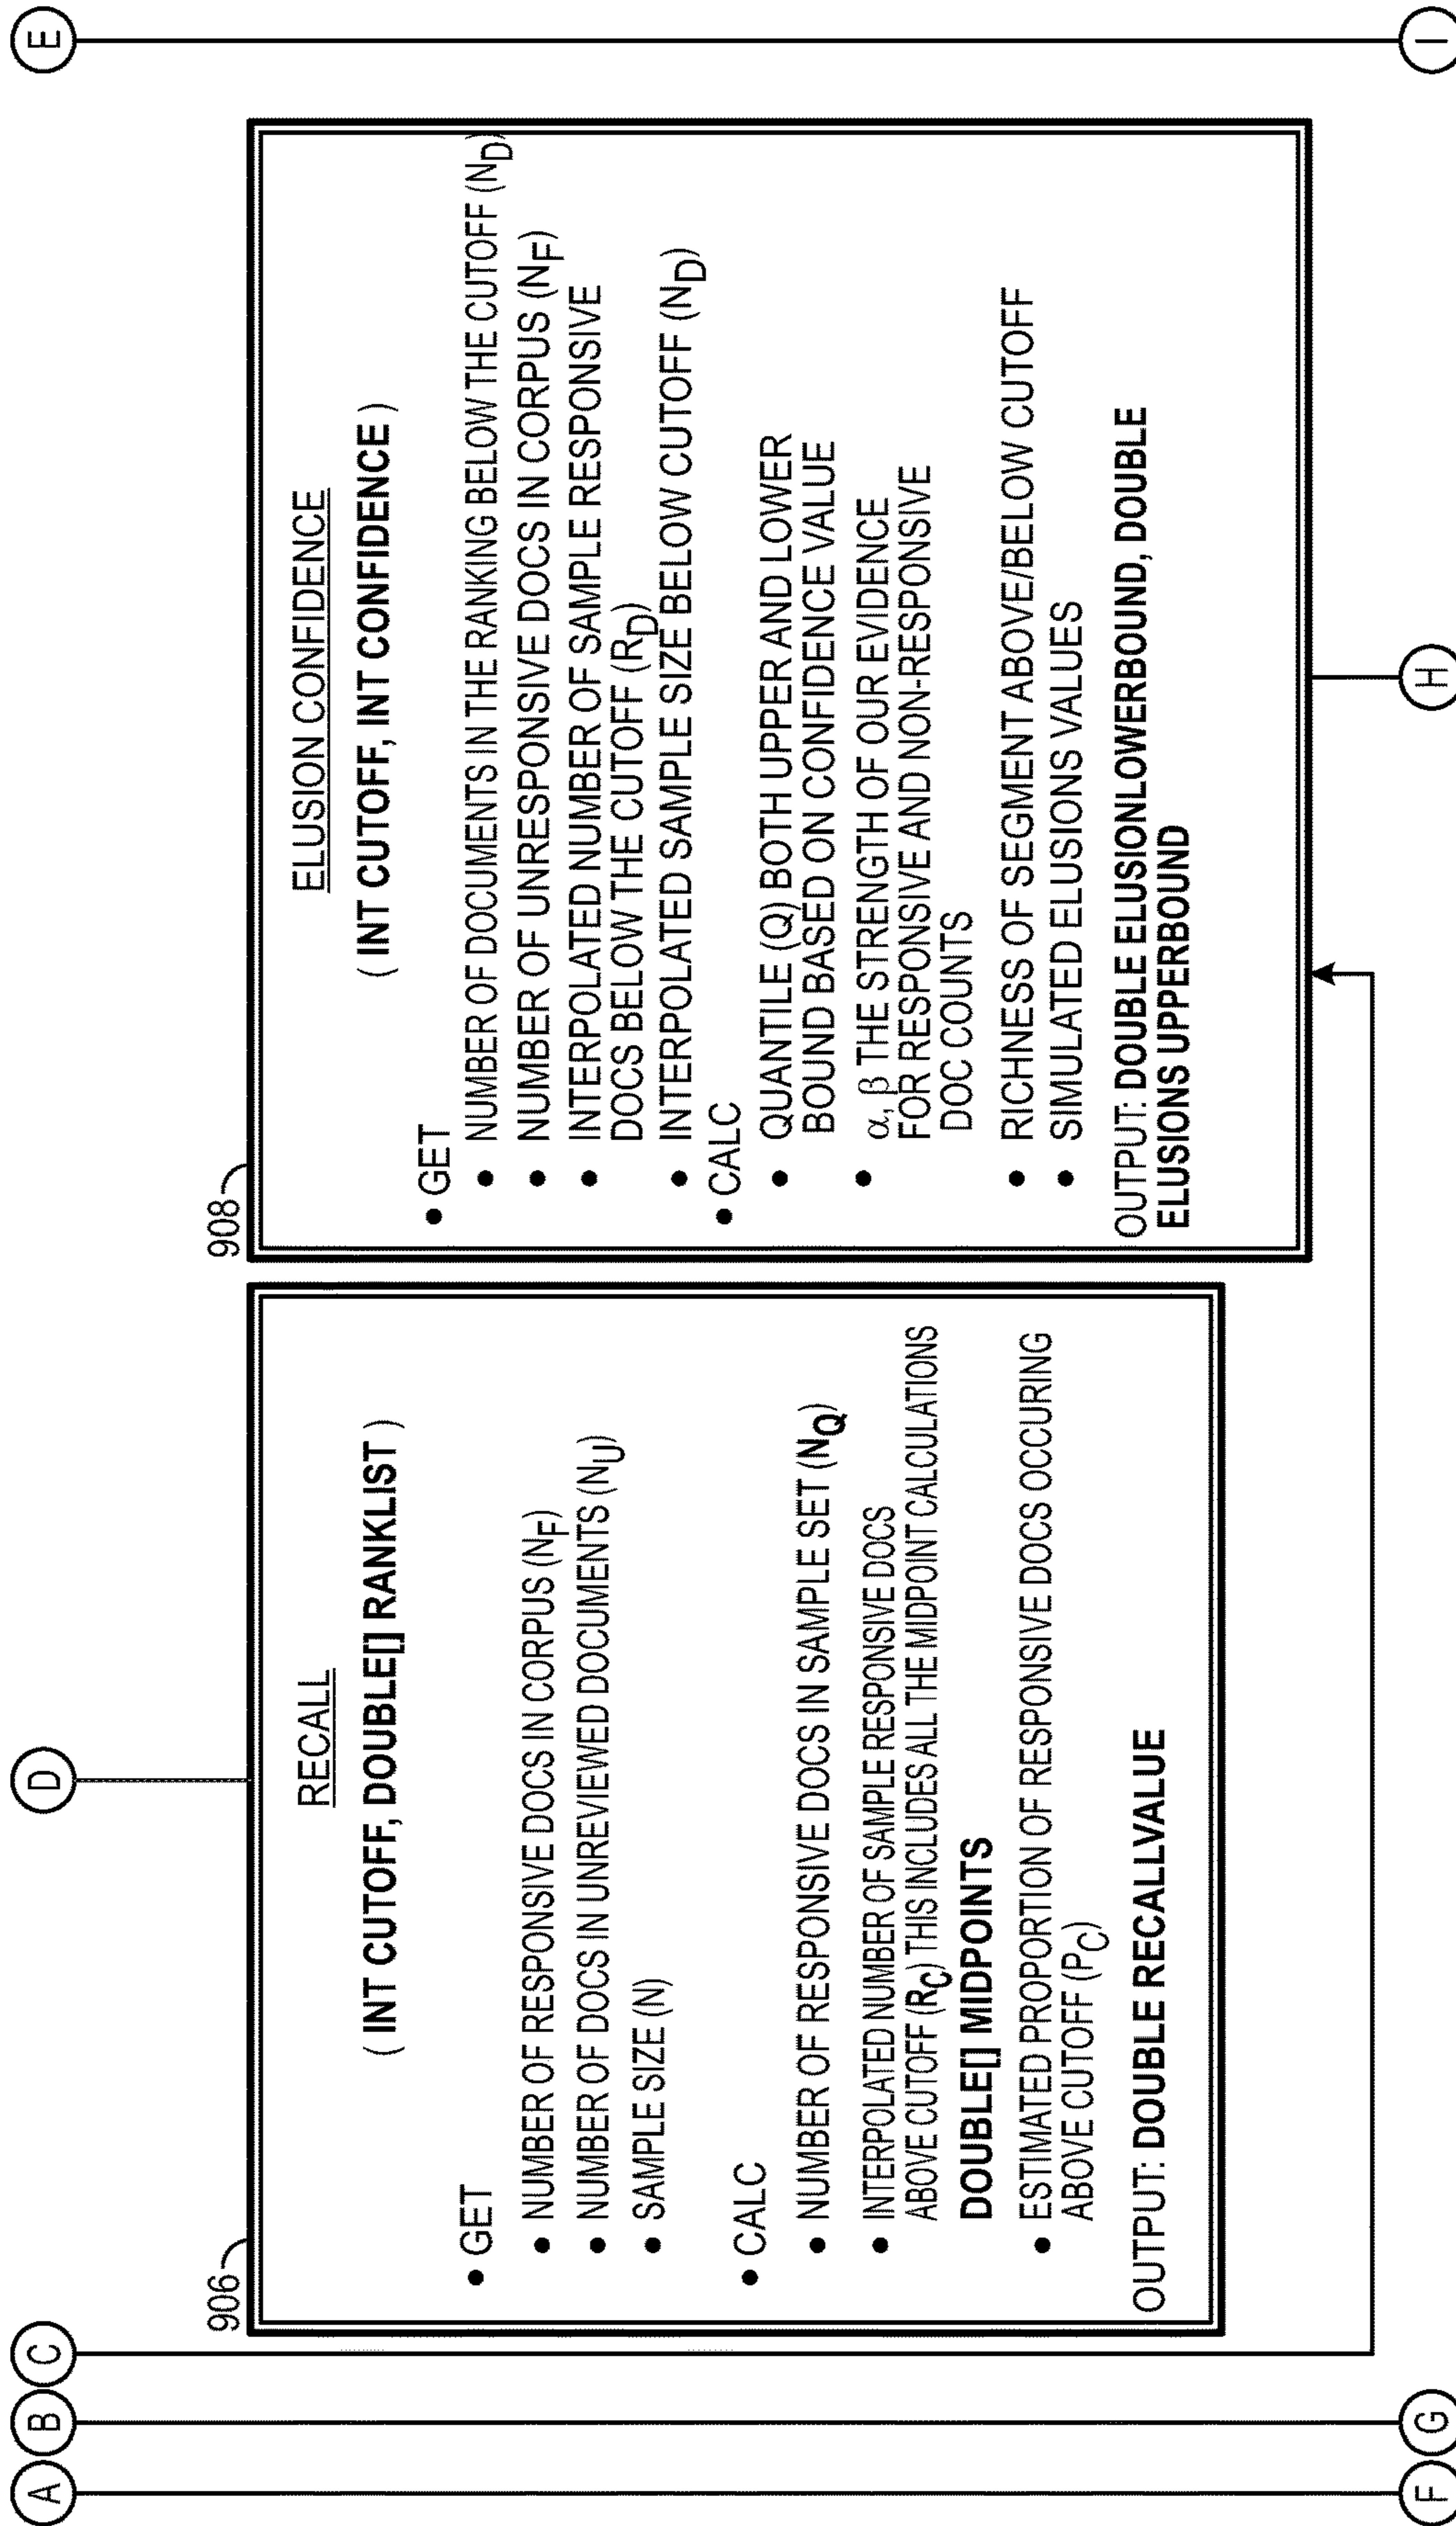 A
B
C
D
E
906
RECALL
( INT CUTOFF, DOUBLE[] RANKLIST )
• GET
• NUMBER OF RESPONSIVE DOCS IN CORPUS (NF)
• NUMBER OF DOCS IN UNREVIEWED DOCUMENTS (NU)
• SAMPLE SIZE (N)
• CALC
• NUMBER OF RESPONSIVE DOCS IN SAMPLE SET (NQ)
• INTERPOLATED NUMBER OF SAMPLE RESPONSIVE DOCS
ABOVE CUTOFF (RC) THIS INCLUDES ALL THE MIDPOINT CALCULATIONS
DOUBLE[] MIDPOINTS
• ESTIMATED PROPORTION OF RESPONSIVE DOCS OCCURING
ABOVE CUTOFF (PC)
OUTPUT: DOUBLE RECALLVALUE
908
ELUSION CONFIDENCE
( INT CUTOFF, INT CONFIDENCE )
• GET
• NUMBER OF DOCUMENTS IN THE RANKING BELOW THE CUTOFF (ND)
• NUMBER OF UNRESPONSIVE DOCS IN CORPUS (NF)
• INTERPOLATED NUMBER OF SAMPLE RESPONSIVE
DOCS BELOW THE CUTOFF (RD)
• INTERPOLATED SAMPLE SIZE BELOW CUTOFF (ND)
• CALC
• QUANTILE (Q) BOTH UPPER AND LOWER
BOUND BASED ON CONFIDENCE VALUE
• α, β THE STRENGTH OF OUR EVIDENCE
FOR RESPONSIVE AND NON-RESPONSIVE
DOC COUNTS
• RICHNESS OF SEGMENT ABOVE/BELOW CUTOFF
• SIMULATED ELUSIONS VALUES
OUTPUT: DOUBLE ELUSIONLOWERBOUND, DOUBLE
ELUSIONS UPPERBOUND
F
G
H
I